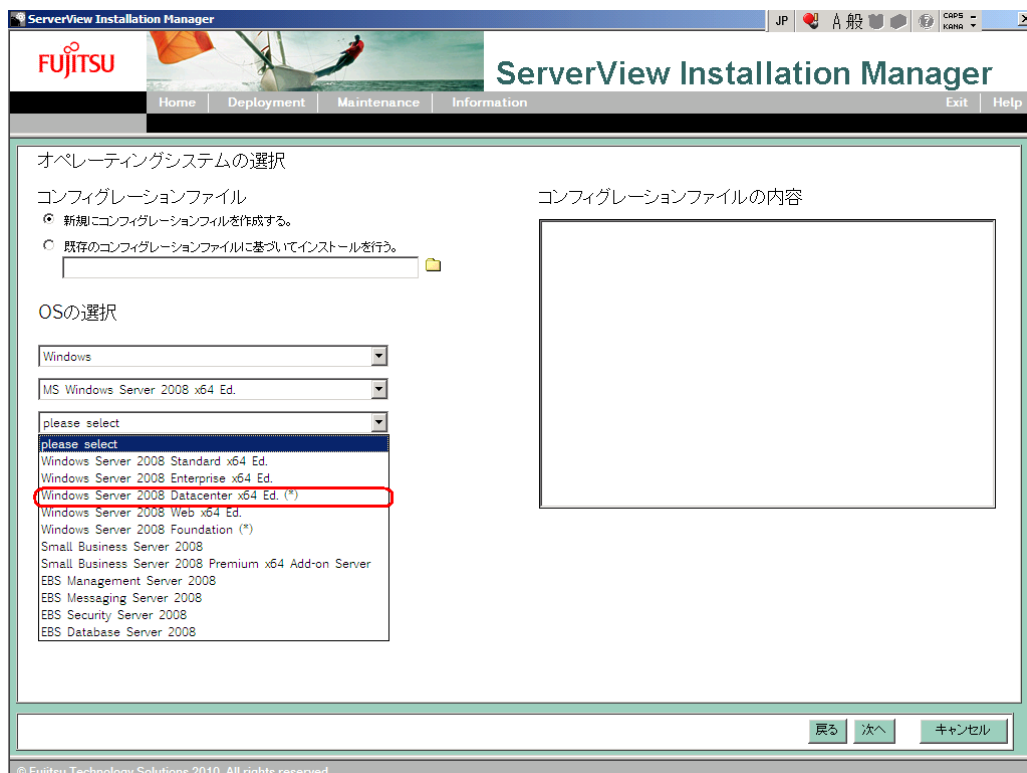 ServerView Installation Manager
JP A 般 CAPS KANA
FUJITSU
ServerView Installation Manager
Home Deployment Maintenance Information Exit Help
オペレーティングシステムの選択
コンフィグレーションファイル
コンフィグレーションファイルの内容
新規にコンフィグレーションフィルを作成する。
既存のコンフィグレーションファイルに基づいてインストールを行う。
OSの選択
Windows
MS Windows Server 2008 x64 Ed.
please select
please select
Windows Server 2008 Standard x64 Ed.
Windows Server 2008 Enterprise x64 Ed.
Windows Server 2008 Datacenter x64 Ed. (*)
Windows Server 2008 Web x64 Ed.
Windows Server 2008 Foundation (*)
Small Business Server 2008
Small Business Server 2008 Premium x64 Add-on Server
EBS Management Server 2008
EBS Messaging Server 2008
EBS Security Server 2008
EBS Database Server 2008
戻る 次へ キャンセル
© Fujitsu Technology Solutions 2010. All rights reserved.